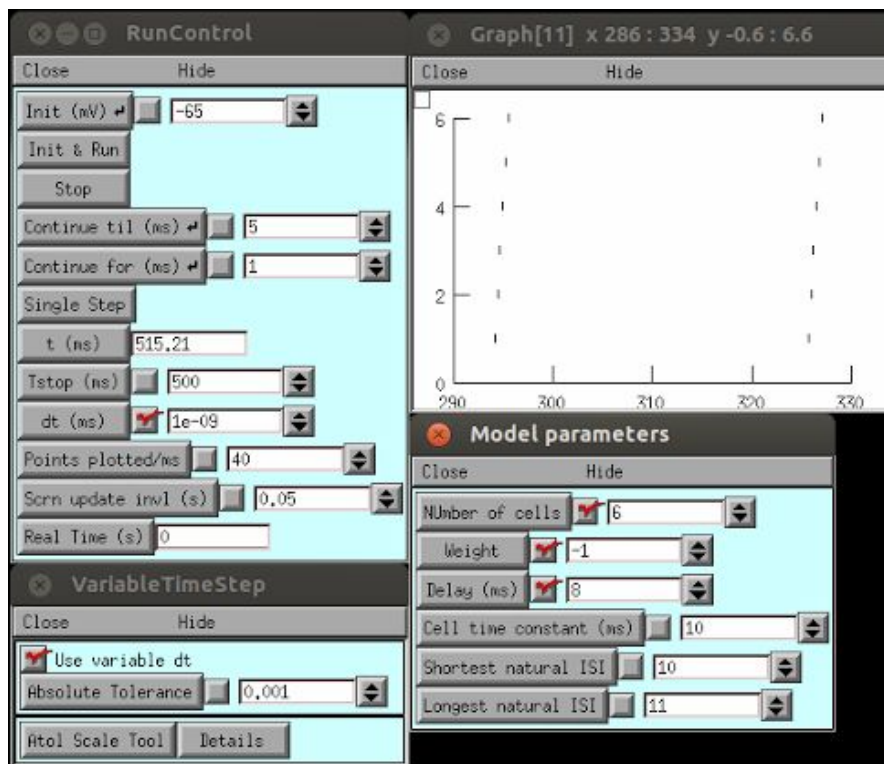 RunControl
Close Hide
Init (mV) ↵ -65
Init & Run
Stop
Continue til (ms) ↵ 5
Continue for (ms) ↵ 1
Single Step
t (ms) 515.21
Tstop (ms) 500
dt (ms) 1e-09
Points plotted/ms 40
Scrn update invl (s) 0.05
Real Time (s) 0
VariableTimeStep
Close Hide
Use variable dt
Absolute Tolerance 0.001
Atol Scale Tool Details
Graph[11] x 286 : 334 y -0.6 : 6.6
Close Hide
6
4
2
0
290 300 310 320 330
Model parameters
Close Hide
NUmber of cells 6
Weight -1
Delay (ms) 8
Cell time constant (ms) 10
Shortest natural ISI 10
Longest natural ISI 11